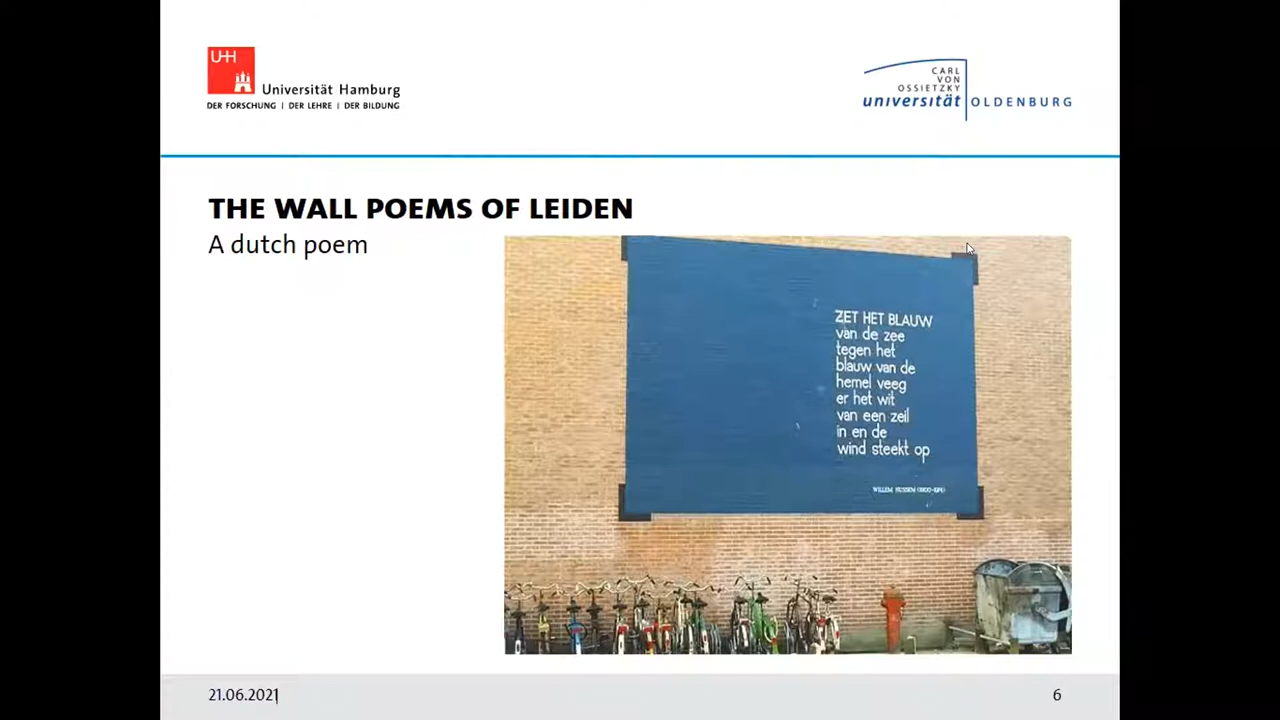 UHH
Universität Hamburg
DER FORSCHUNG | DER LEHRE | DER BILDUNG
CARL
VON
OSSIETZKY
universität OLDENBURG
THE WALL POEMS OF LEIDEN
A dutch poem
ZET HET BLAUW
van de zee
tegen het
blauw van de
hemel veeg
er het wit
van een zeil
in en de
wind steekt op
WILLEM HUSSEM
21.06.2021
6